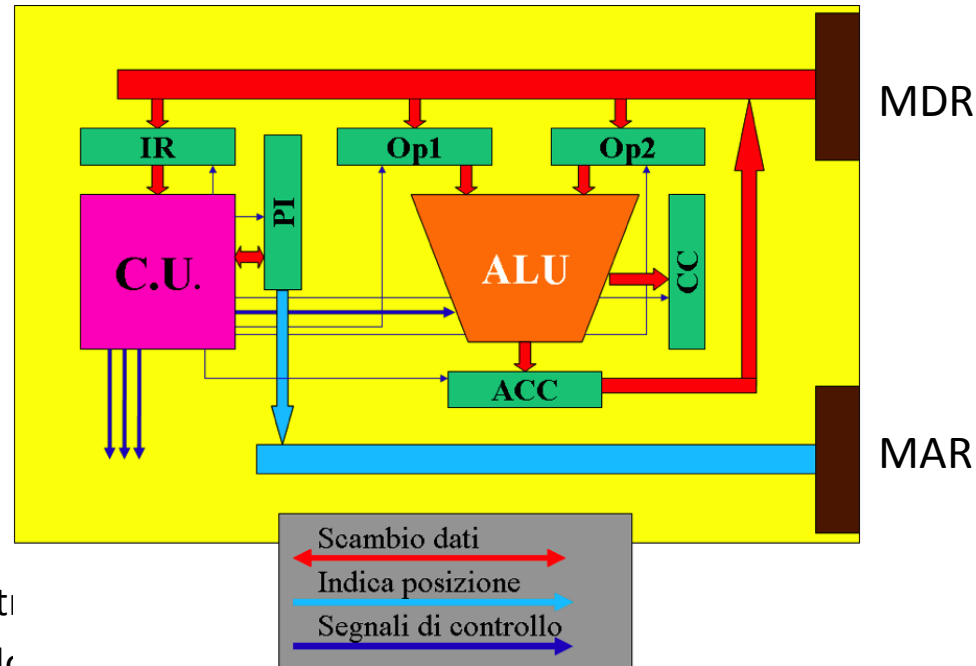 MDR
IR
Op1
Op2
PI
C.U.
ALU
CC
ACC
MAR
Scambio dati
Indica posizione
Segnali di controllo